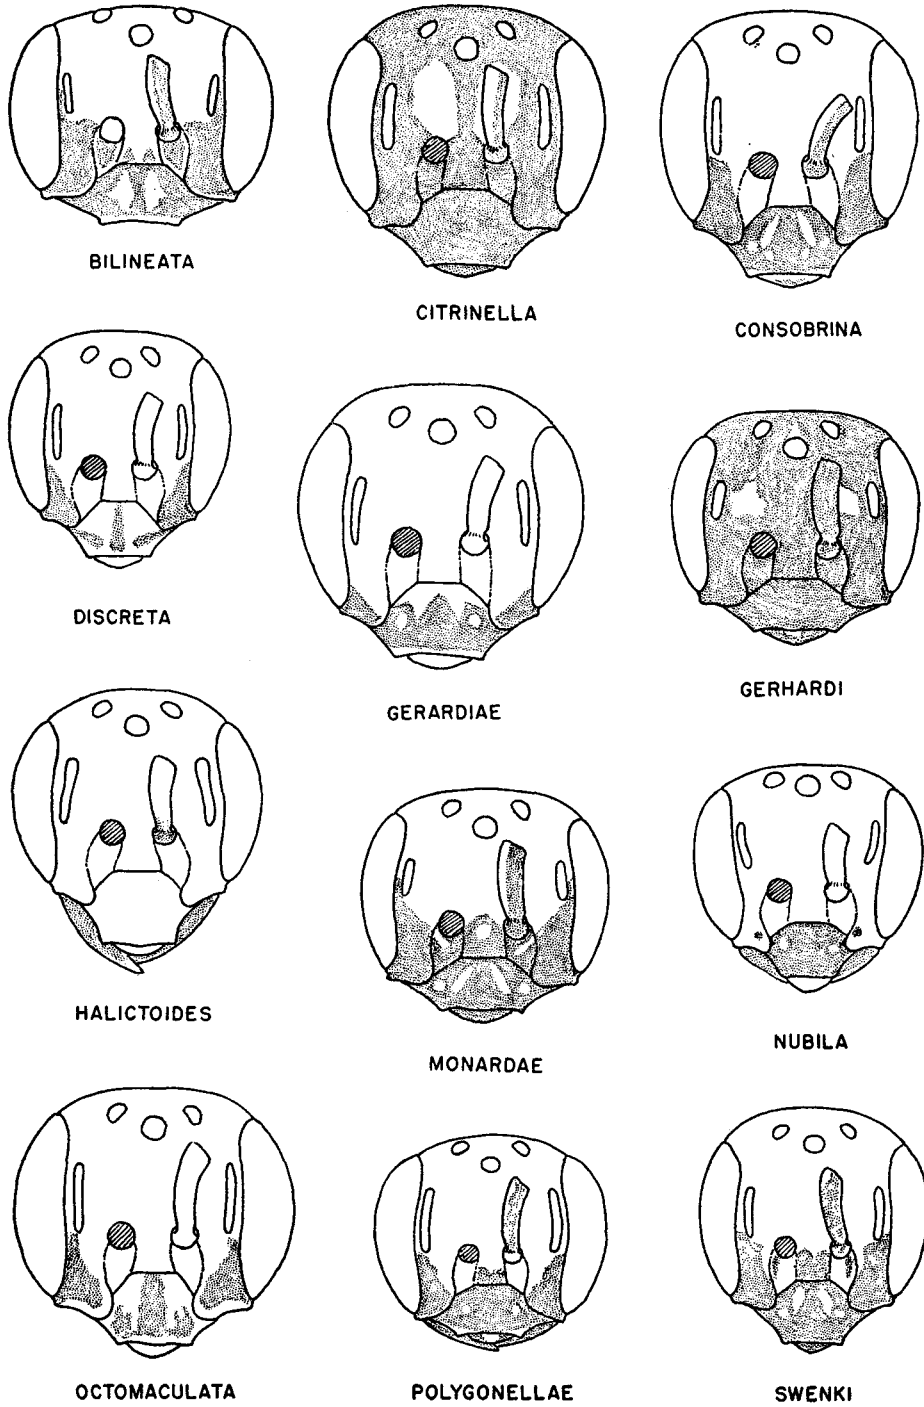 BILINEATA
CITRINELLA
CONSOBRINA
DISCRETA
GERARDIAE
GERHARDI
HALICTOIDES
MONARDAE
NUBILA
OCTOMACULATA
POLYGONELLAE
SWENKI